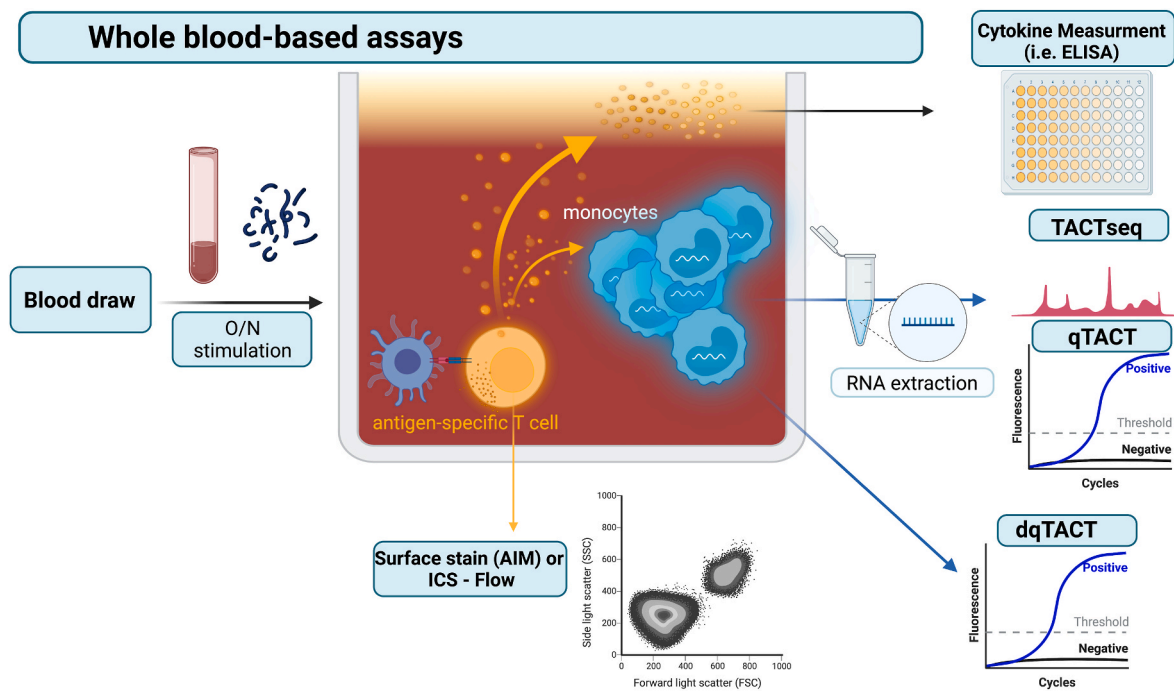 Whole blood-based assays
Cytokine Measurment
(i.e. ELISA)
Blood draw
O/N
stimulation
monocytes
antigen-specific T cell
RNA extraction
TACTseq
qTACT
Positive
Threshold
Negative
Fluorescence
Cycles
Surface stain (AIM) or
ICS - Flow
Side light scatter (SSC)
1000
800
600
400
200
0
0 200 400 600 800 1000
Forward light scatter (FSC)
dqTACT
Positive
Threshold
Negative
Fluorescence
Cycles